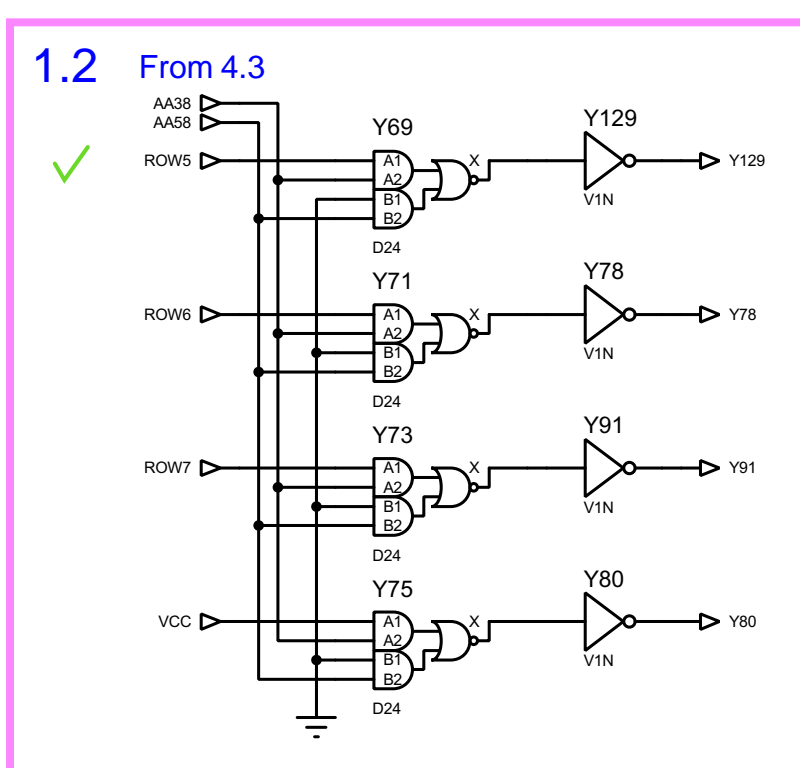 1.2 From 4.3
AA38
AA58
Y69
Y129
ROW5
A1
A2
B1
B2
X
Y129
V1N
D24
Y71
Y78
ROW6
A1
A2
B1
B2
X
Y78
V1N
D24
Y73
Y91
ROW7
A1
A2
B1
B2
X
Y91
V1N
D24
Y75
Y80
VCC
A1
A2
B1
B2
X
Y80
V1N
D24